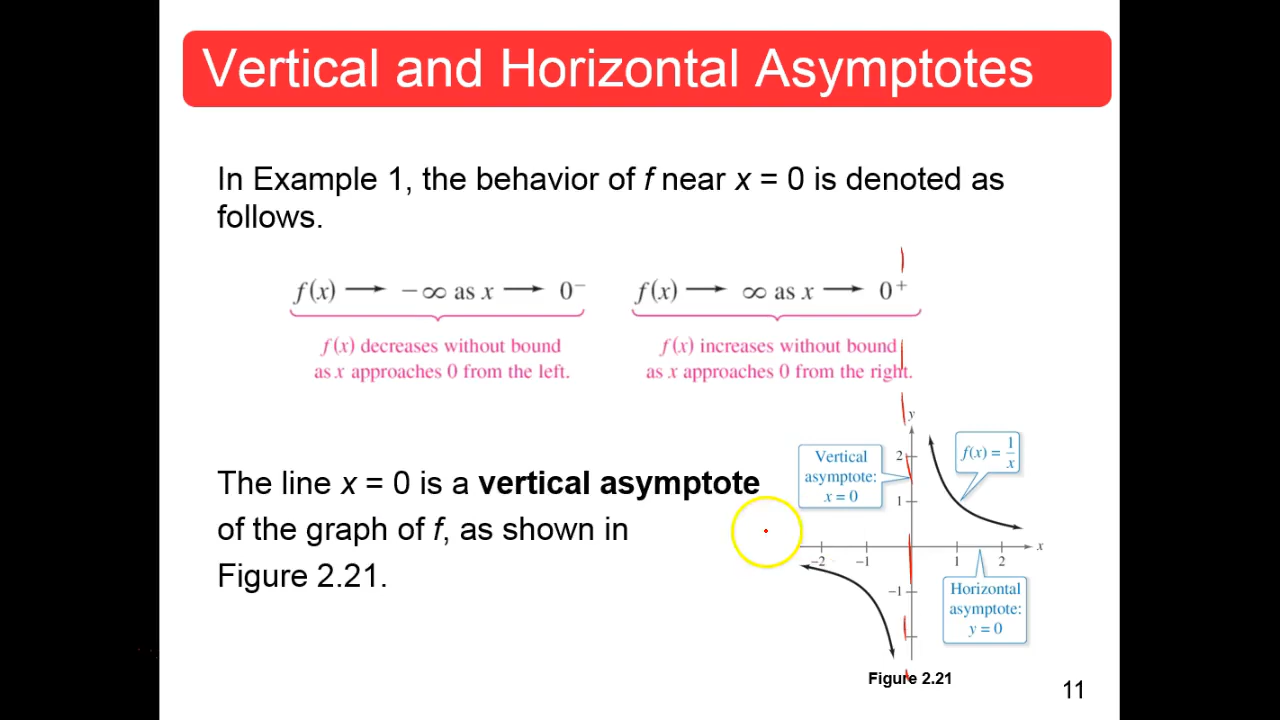 Vertical and Horizontal Asymptotes
In Example 1, the behavior of f near x = 0 is denoted as
follows.
f(x) ⟶ −∞ as x ⟶ 0⁻
f(x) decreases without bound
as x approaches 0 from the left.
f(x) ⟶ ∞ as x ⟶ 0⁺
f(x) increases without bound
as x approaches 0 from the right.
The line x = 0 is a vertical asymptote
of the graph of f, as shown in
Figure 2.21.
y
2
1
−1
Vertical
asymptote:
x = 0
f(x) = 1/x
−2 −1 1 2 x
Horizontal
asymptote:
y = 0
Figure 2.21
11